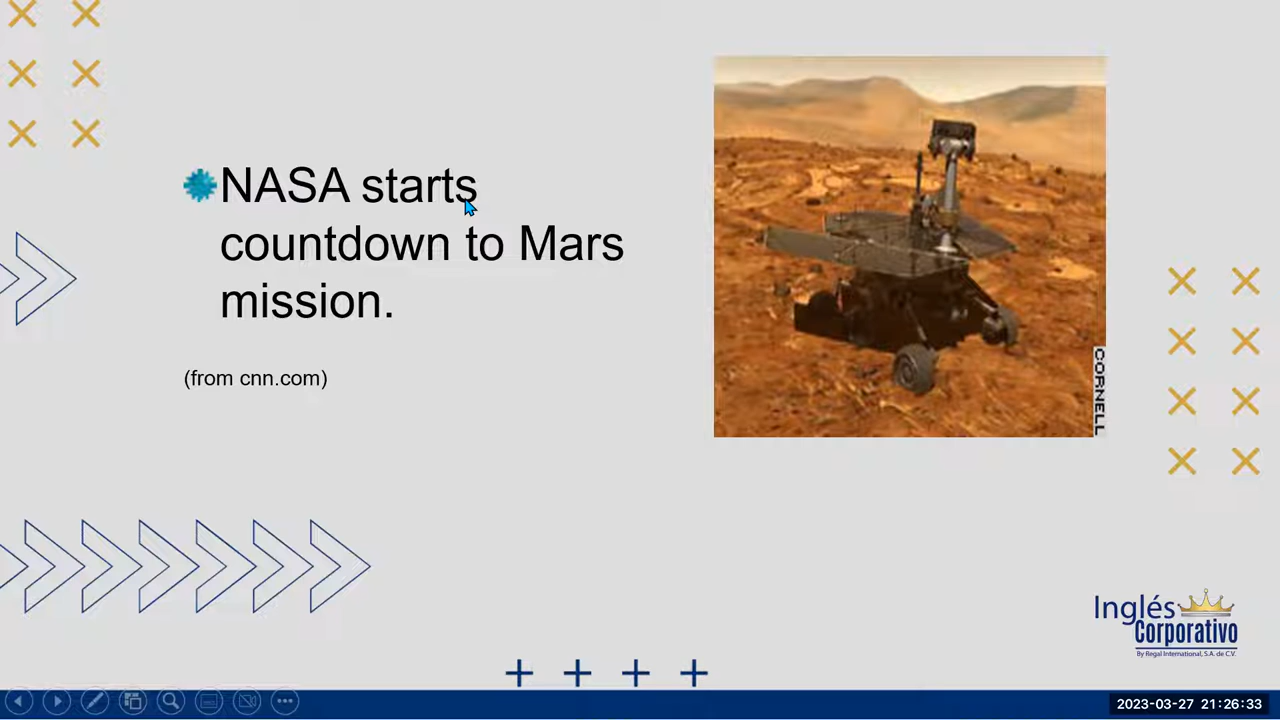 NASA starts
countdown to Mars
mission.
(from cnn.com)
CORNELL
Inglés
Corporativo
By Regal International, S.A. de C.V.
2023-03-27 21:26:33